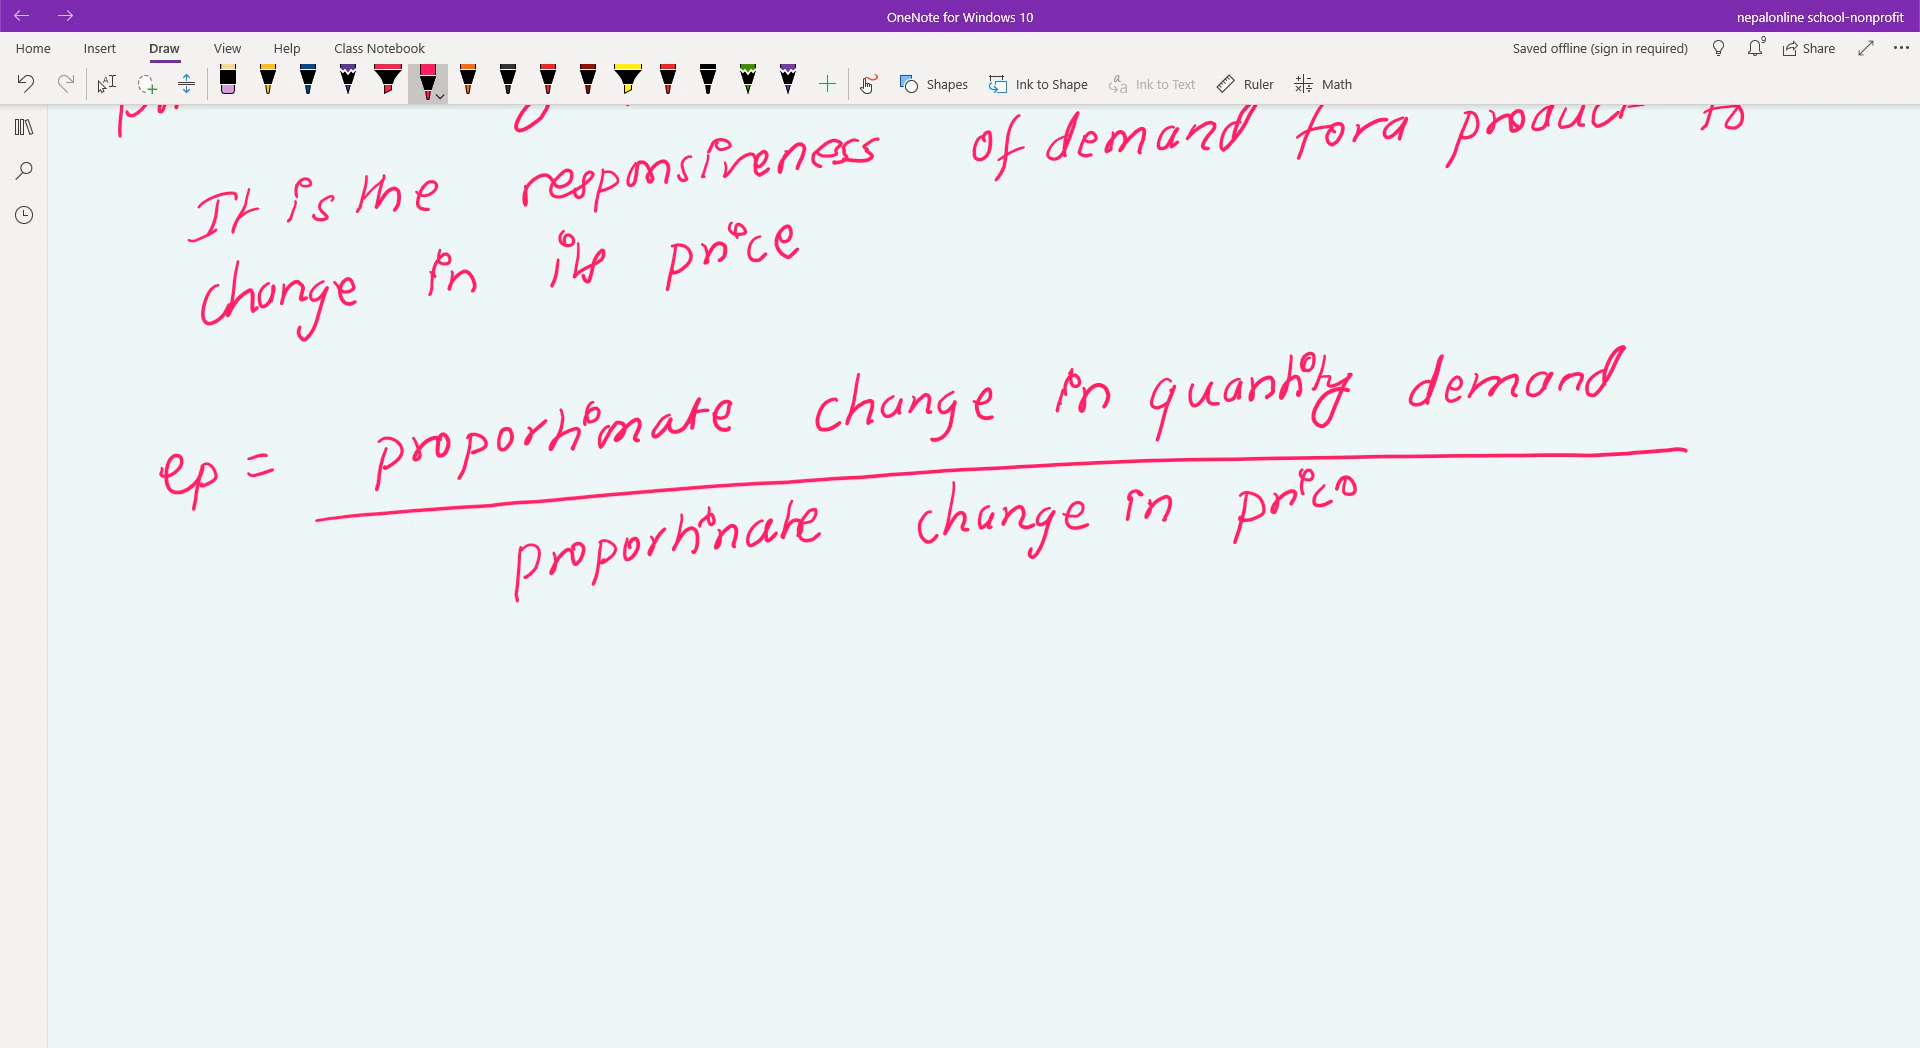 OneNote for Windows 10
nepalonline school-nonprofit
Home Insert Draw View Help Class Notebook
Saved offline (sign in required) 9 Share
Shapes Ink to Shape Ink to Text Ruler Math
It is the responsiveness of demand for a product to
change in its price
ep = proportionate change in quantity demand
proportinate change in price